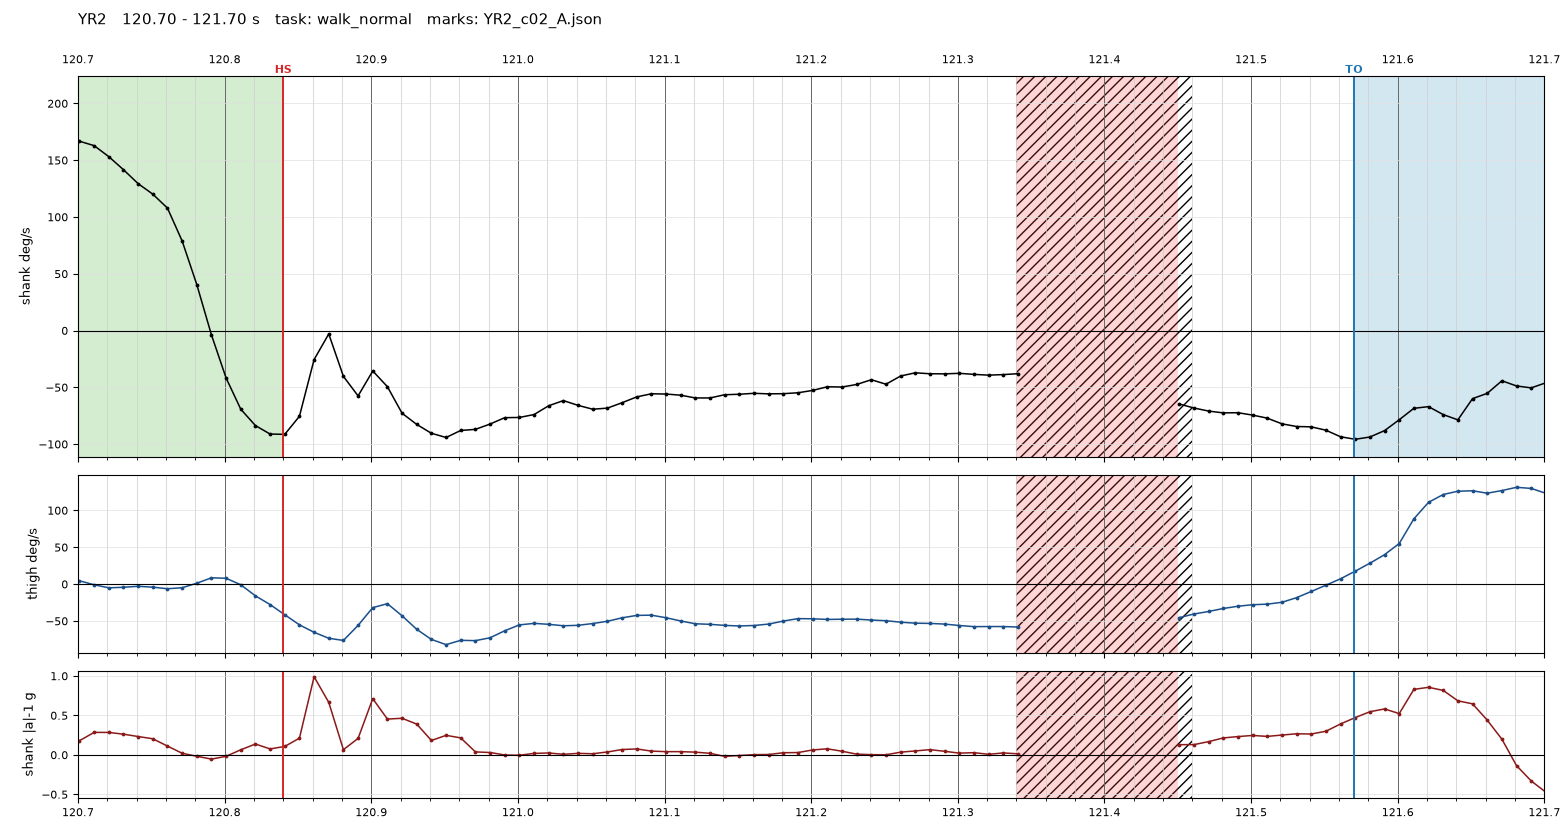 YR2   120.70 - 121.70 s   task: walk_normal   marks: YR2_c02_A.json
120.7 120.8 120.9 121.0 121.1 121.2 121.3 121.4 121.5 121.6 121.7
HS TO
shank deg/s
200
150
100
50
0
−50
−100
thigh deg/s
100
50
0
−50
shank |a|-1 g
1.0
0.5
0.0
−0.5
120.7 120.8 120.9 121.0 121.1 121.2 121.3 121.4 121.5 121.6 121.7